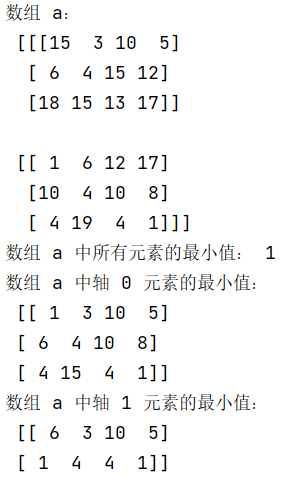 数组 a：
[[[15  3 10  5]
[ 6  4 15 12]
[18 15 13 17]]
[[ 1  6 12 17]
[10  4 10  8]
[ 4 19  4  1]]]
数组 a 中所有元素的最小值： 1
数组 a 中轴 0 元素的最小值：
[[ 1  3 10  5]
[ 6  4 10  8]
[ 4 15  4  1]]
数组 a 中轴 1 元素的最小值：
[[ 6  3 10  5]
[ 1  4  4  1]]